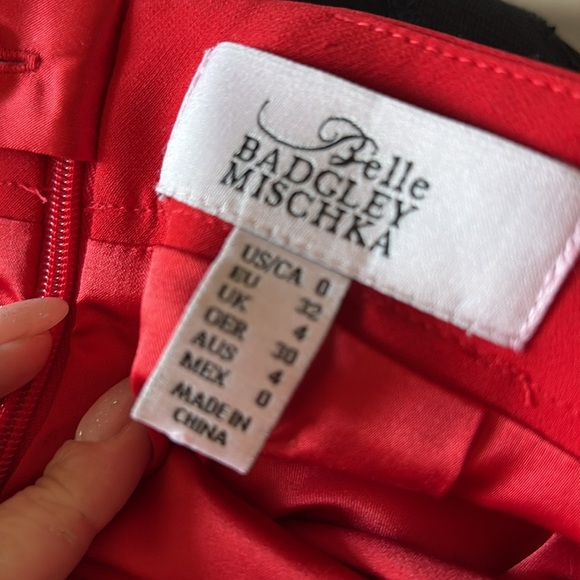 Belle
BADGLEY
MISCHKA
US/CA 0
EU 32
UK 4
GER 30
AUS 4
MEX 0
MADE IN
CHINA